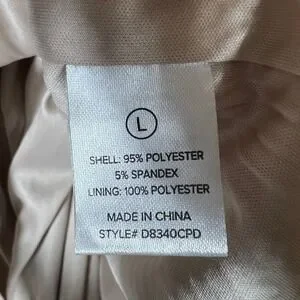 L
SHELL: 95% POLYESTER
5% SPANDEX
LINING: 100% POLYESTER
MADE IN CHINA
STYLE# D8340CPD